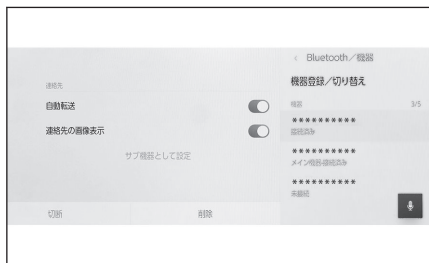 連絡先
自動転送
連絡先の画像表示
サブ機器として設定
切断
削除
< Bluetooth/機器
機器登録/切り替え
機器
3/5
**********
接続済み
**********
メイン機器:接続済み
**********
未接続